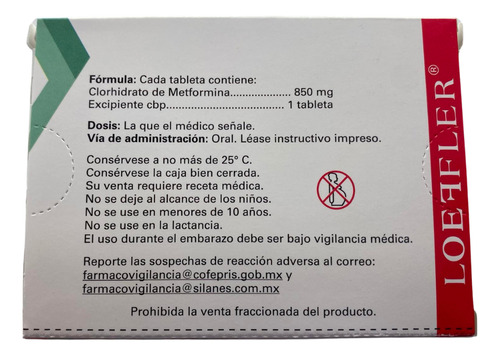 Fórmula: Cada tableta contiene:
Clorhidrato de Metformina..................... 850 mg
Excipiente cbp..................................... 1 tableta
Dosis: La que el médico señale.
Vía de administración: Oral. Léase instructivo impreso.
Consérvese a no más de 25° C.
Consérvese la caja bien cerrada.
Su venta requiere receta médica.
No se deje al alcance de los niños.
No se use en menores de 10 años.
No se use en la lactancia.
El uso durante el embarazo debe ser bajo vigilancia médica.
Reporte las sospechas de reacción adversa al correo:
farmacovigilancia@cofepris.gob.mx y
farmacovigilancia@silanes.com.mx
Prohibida la venta fraccionada del producto.
LOEFFLER®